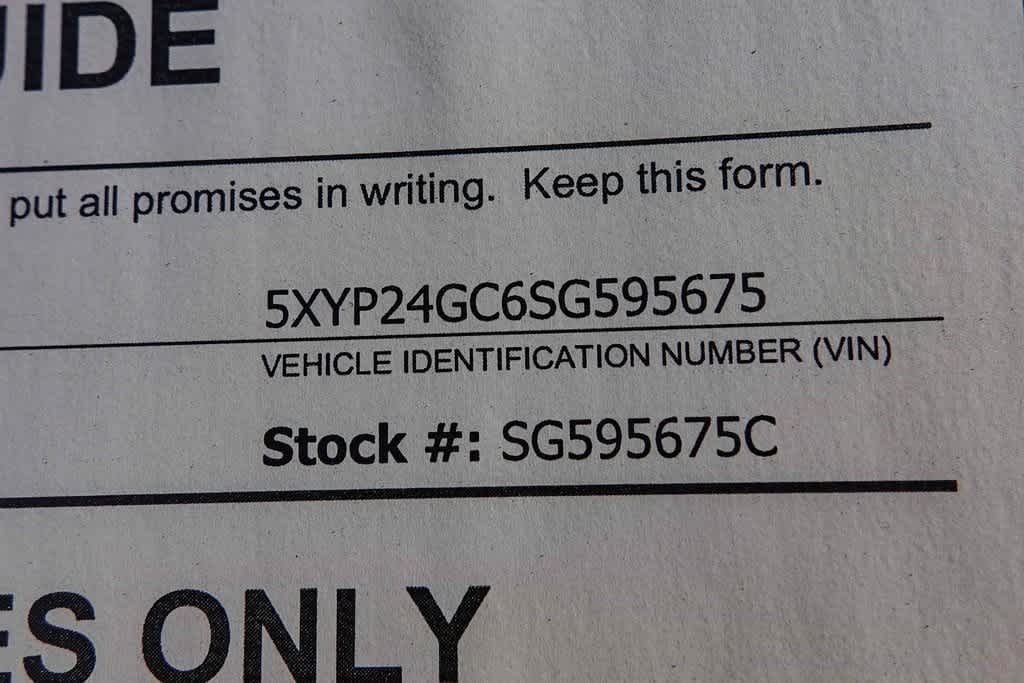 UIDE
put all promises in writing. Keep this form.
5XYP24GC6SG595675
VEHICLE IDENTIFICATION NUMBER (VIN)
Stock #: SG595675C
ES ONLY